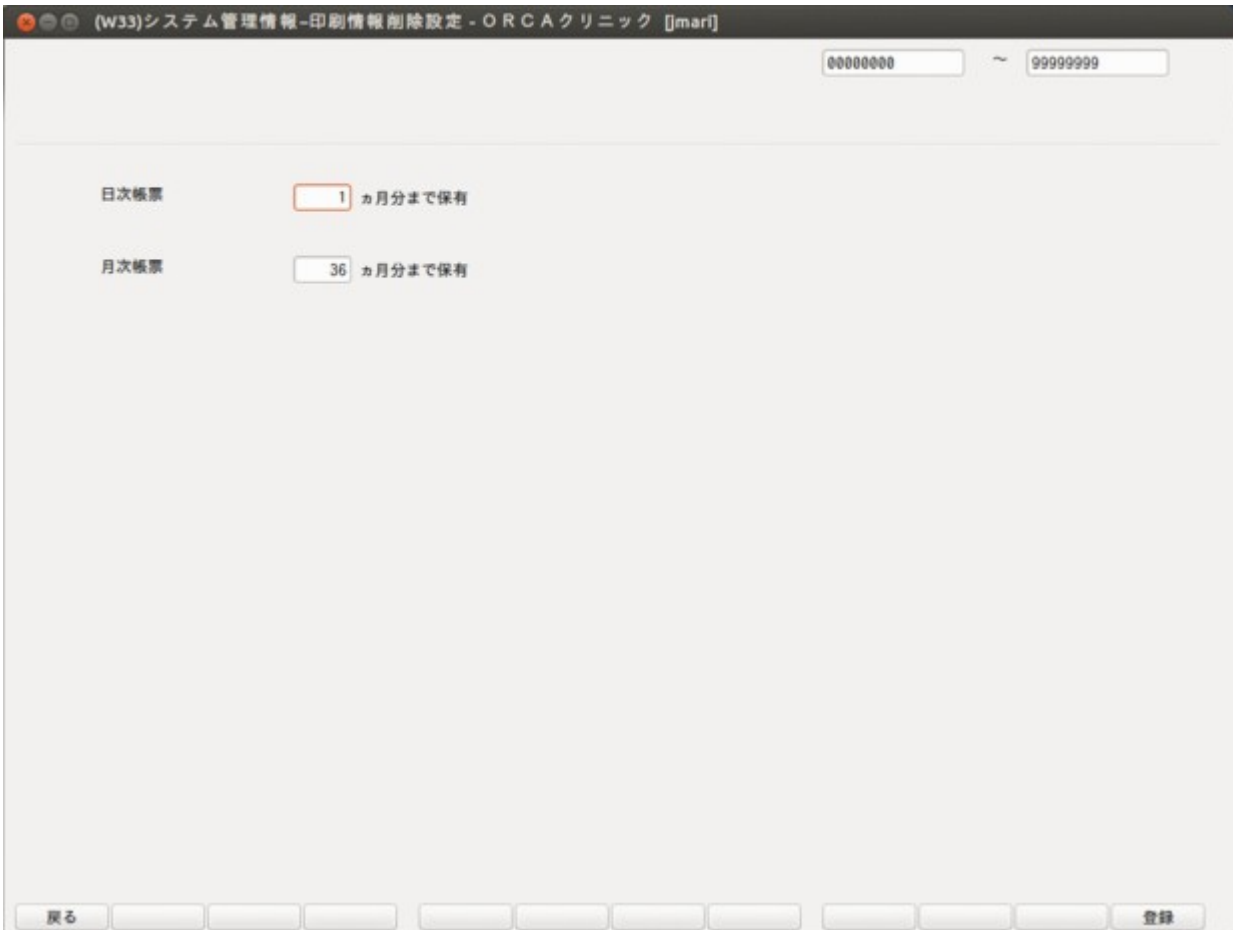 (W33)システム管理情報-印刷情報削除設定 - ＯＲＣＡクリニック [jmari]
00000000 ～ 99999999
日次帳票 1 ヵ月分まで保有
月次帳票 36 ヵ月分まで保有
戻る 登録